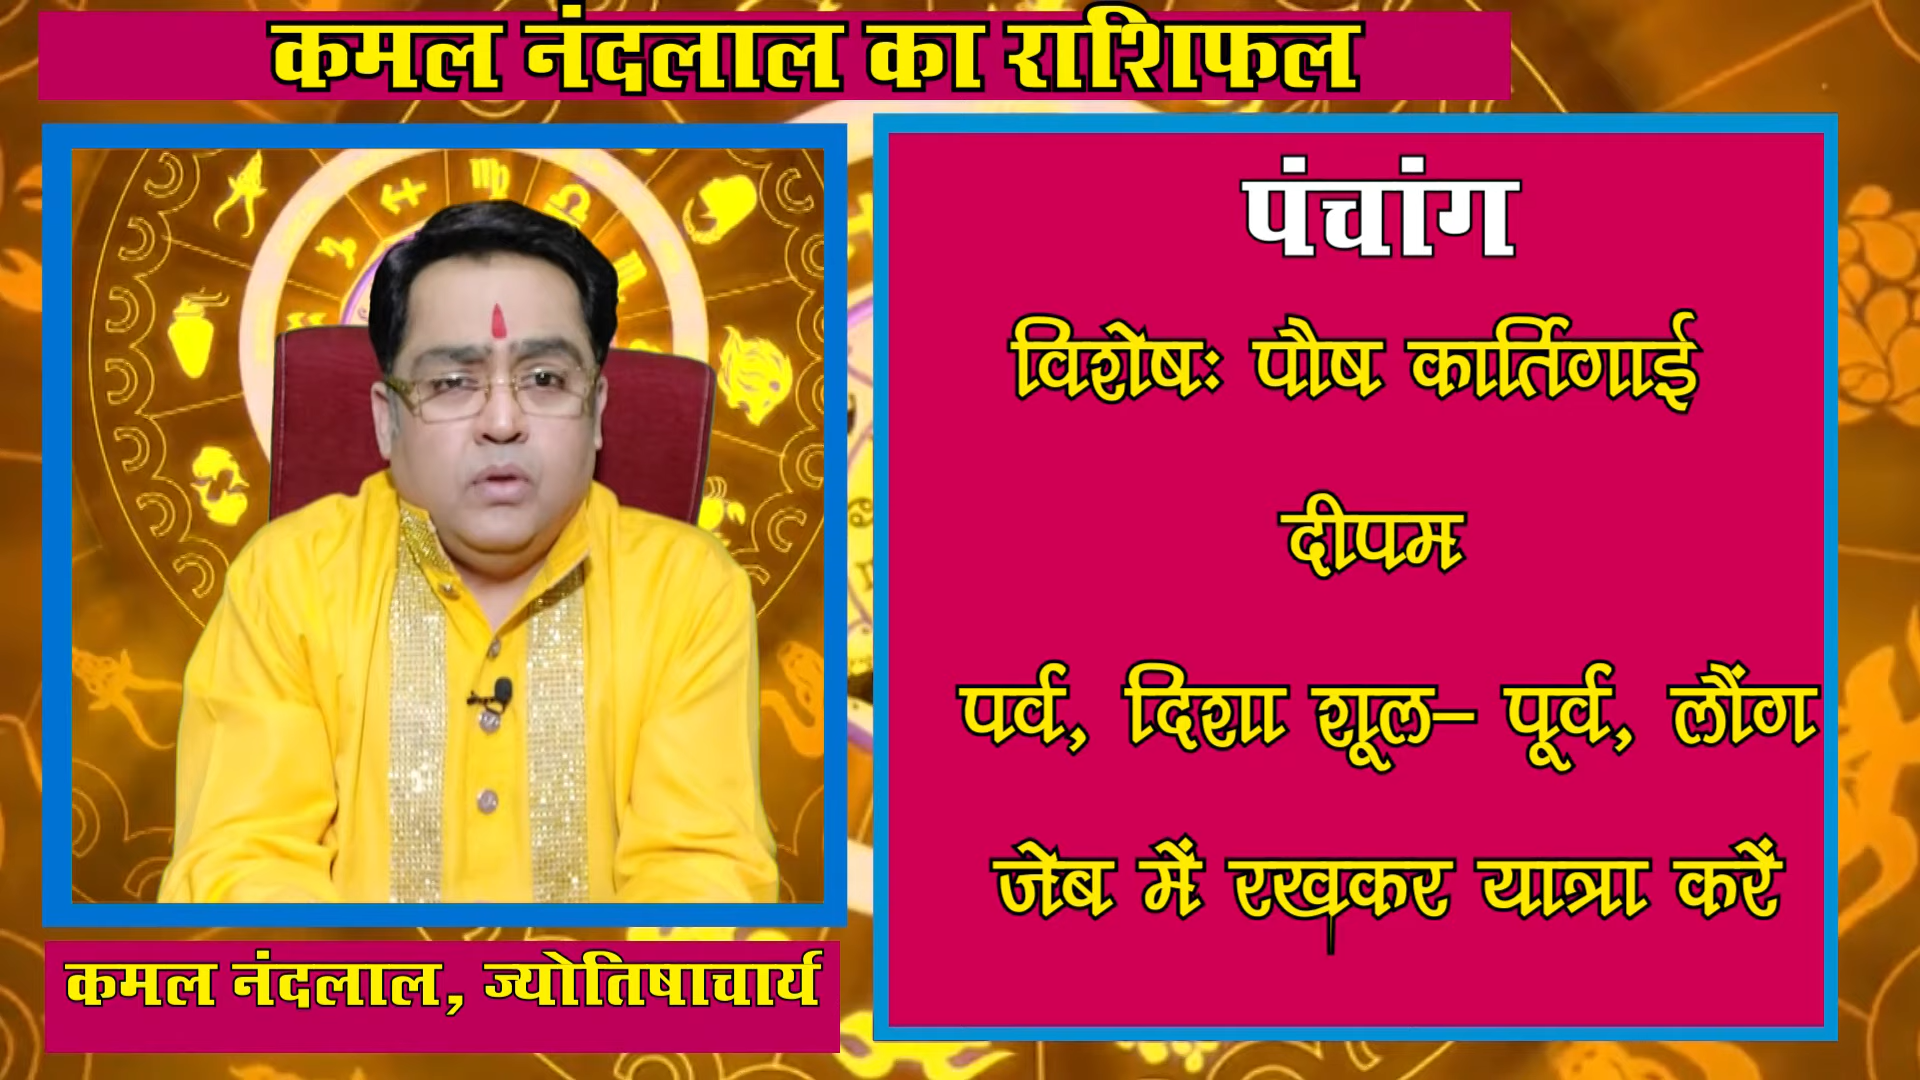 कमल नंदलाल का राशिफल
पंचांग
विशेषः पौष कार्तिगाई
दीपम
पर्व, दिशा शूल– पूर्व, लौंग
जेब में रखकर यात्रा करें
कमल नंदलाल, ज्योतिषाचार्य